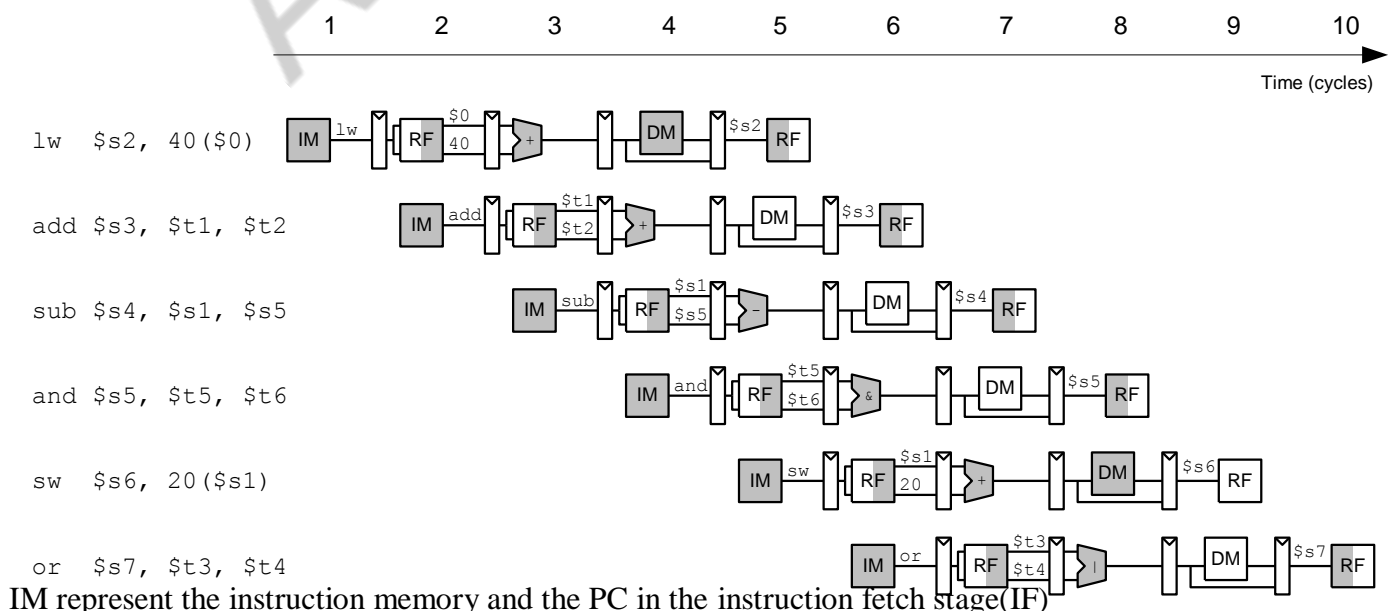 1 2 3 4 5 6 7 8 9 10
Time (cycles)
lw $s2, 40($0) IM lw RF $0 40 + DM $s2 RF
add $s3, $t1, $t2 IM add RF $t1 $t2 + DM $s3 RF
sub $s4, $s1, $s5 IM sub RF $s1 $s5 - DM $s4 RF
and $s5, $t5, $t6 IM and RF $t5 $t6 & DM $s5 RF
sw $s6, 20($s1) IM sw RF $s1 20 + DM $s6 RF
or $s7, $t3, $t4 IM or RF $t3 $t4 | DM $s7 RF
IM represent the instruction memory and the PC in the instruction fetch stage(IF)